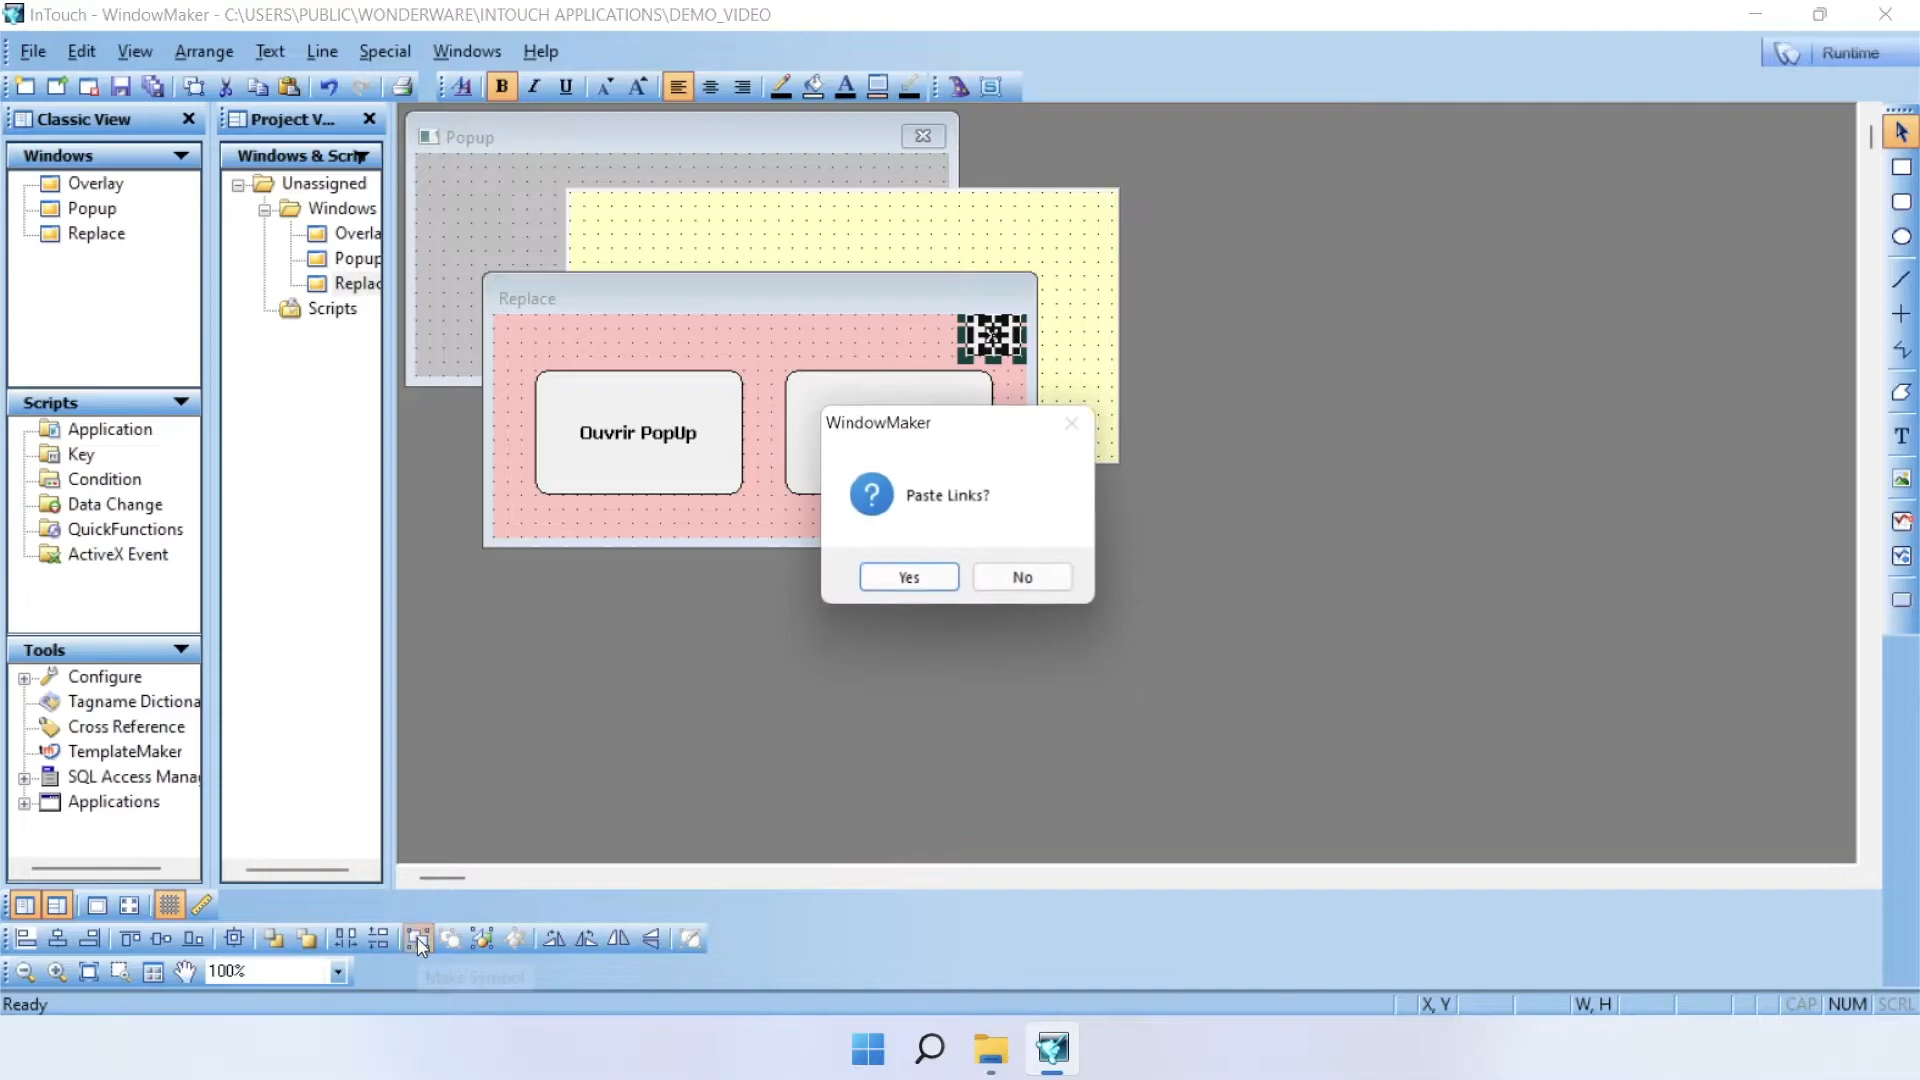 InTouch - WindowMaker - C:\USERS\PUBLIC\WONDERWARE\INTOUCH APPLICATIONS\DEMO_VIDEO
File Edit View Arrange Text Line Special Windows Help
Runtime
Classic View
Project V...
Windows
Overlay
Popup
Replace
Windows & Scrip
Unassigned
Windows
Overla
Popup
Replac
Scripts
Scripts
Application
Key
Condition
Data Change
QuickFunctions
ActiveX Event
Tools
Configure
Tagname Dictiona
Cross Reference
TemplateMaker
SQL Access Mana
Applications
Popup
Replace
Ouvrir PopUp
WindowMaker
Paste Links?
Yes No
Make Symbol
100%
Ready
X, Y
W, H
CAP NUM SCRL